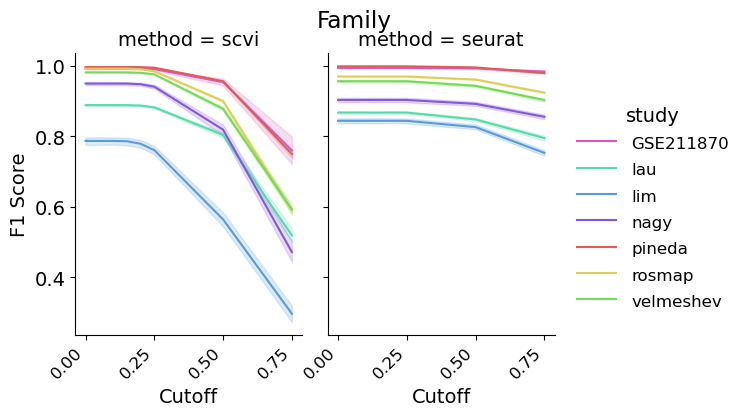 Family
method = scvi
method = seurat
1.0
0.8
0.6
0.4
F1 Score
0.00
0.25
0.50
0.75
0.00
0.25
0.50
0.75
Cutoff
Cutoff
study
GSE211870
lau
lim
nagy
pineda
rosmap
velmeshev